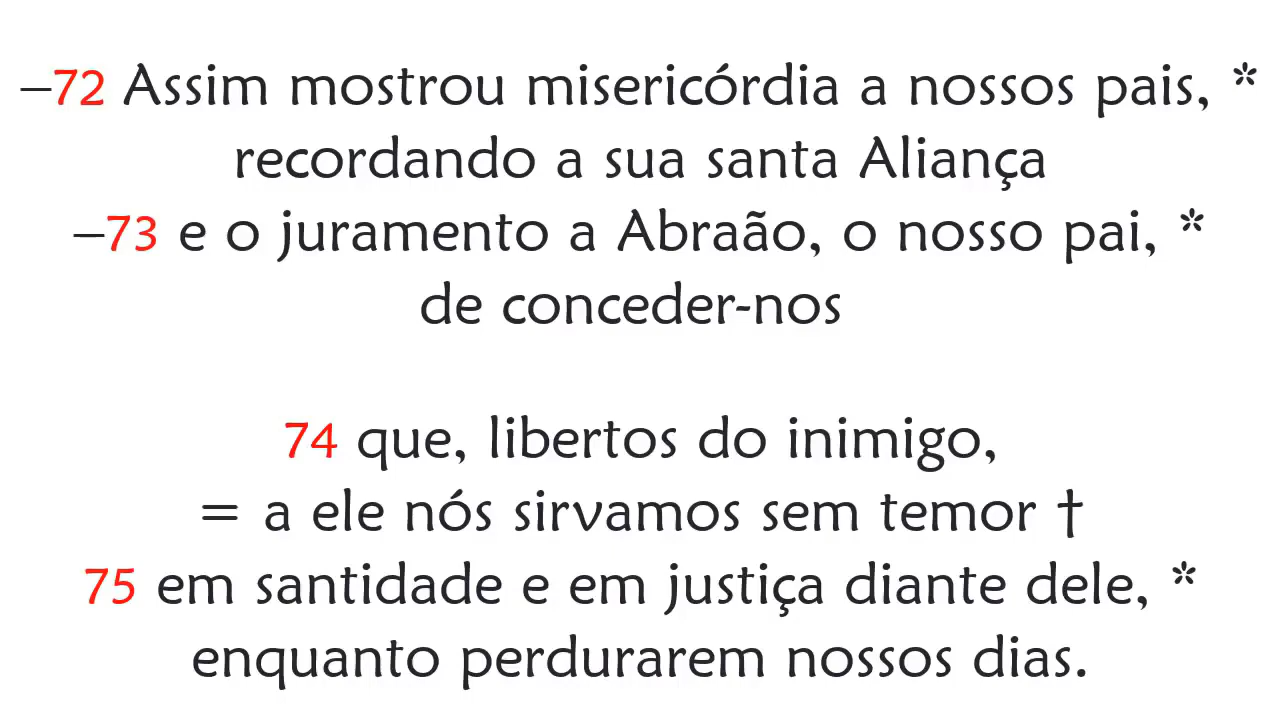 –72 Assim mostrou misericórdia a nossos pais, *
recordando a sua santa Aliança
–73 e o juramento a Abraão, o nosso pai, *
de conceder-nos
74 que, libertos do inimigo,
= a ele nós sirvamos sem temor †
75 em santidade e em justiça diante dele, *
enquanto perdurarem nossos dias.